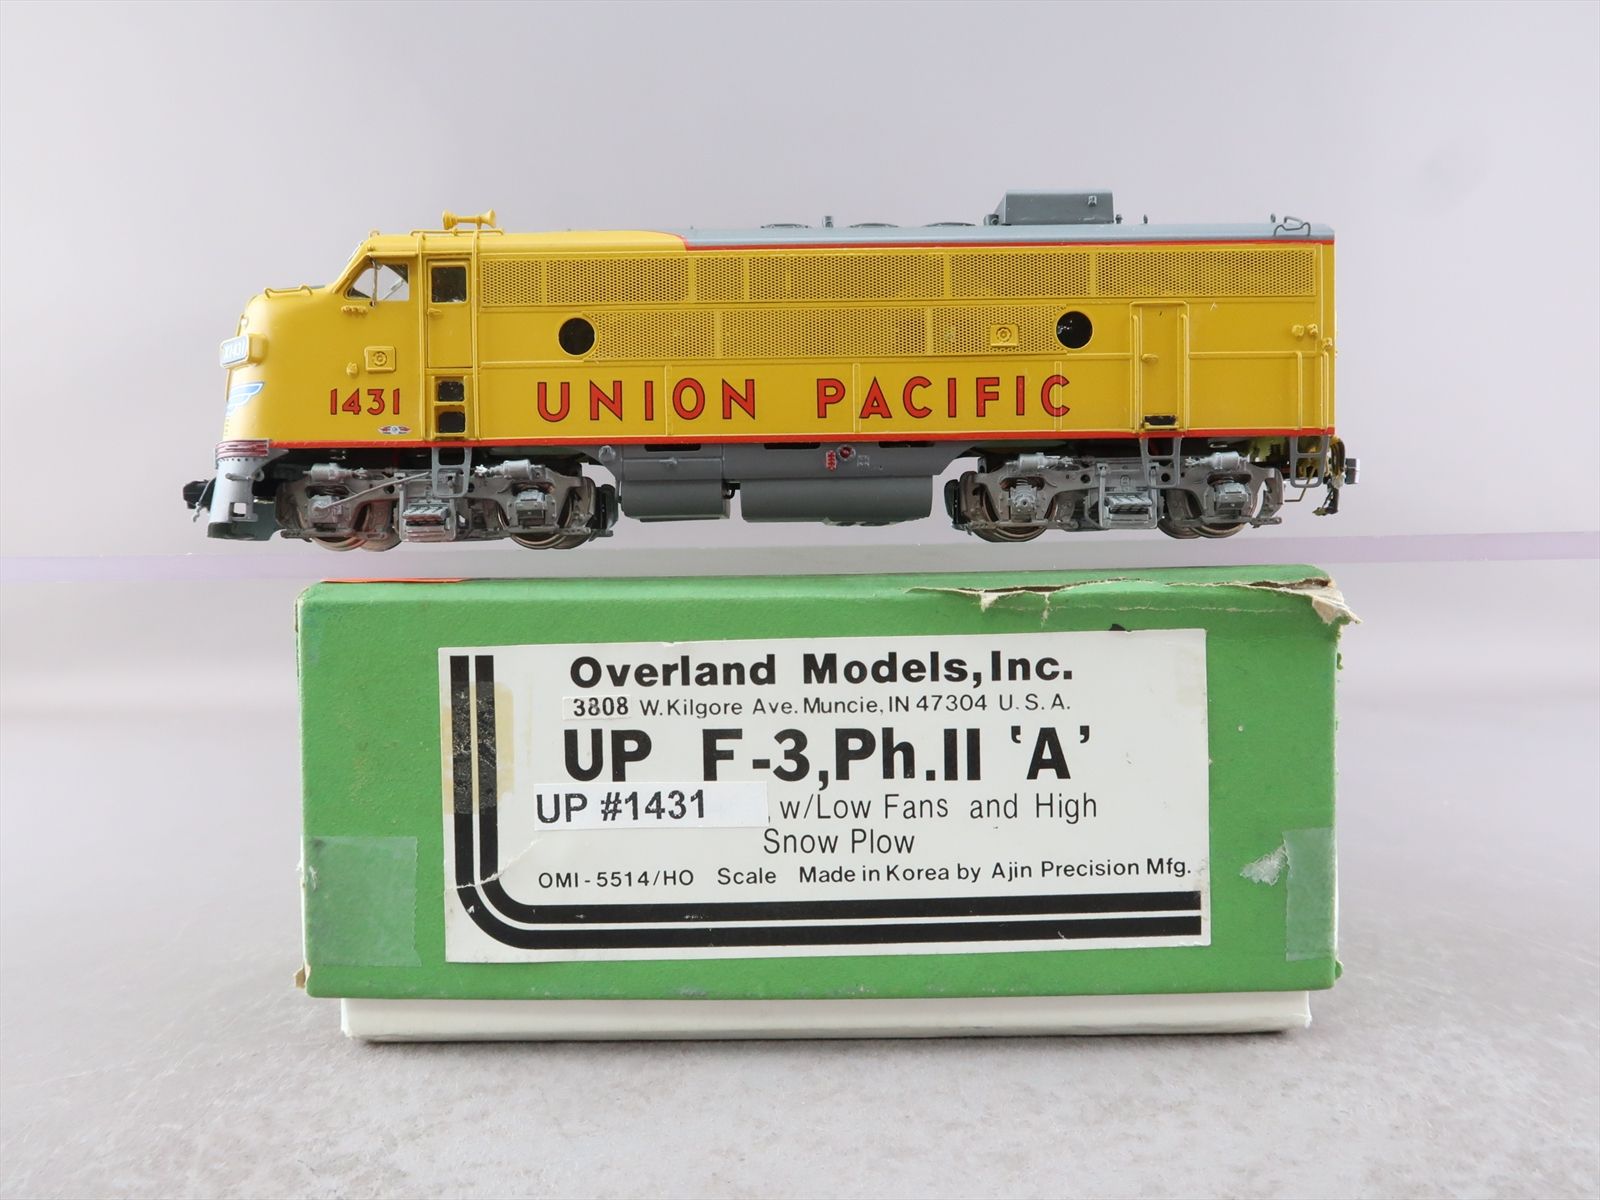 X1431
1431
UNION PACIFIC
Overland Models, Inc.
3808 W. Kilgore Ave. Muncie, IN 47304 U. S. A.
UP F-3, Ph.II 'A'
UP #1431 , w/Low Fans and High
Snow Plow
OMI - 5514/HO Scale Made in Korea by Ajin Precision Mfg.